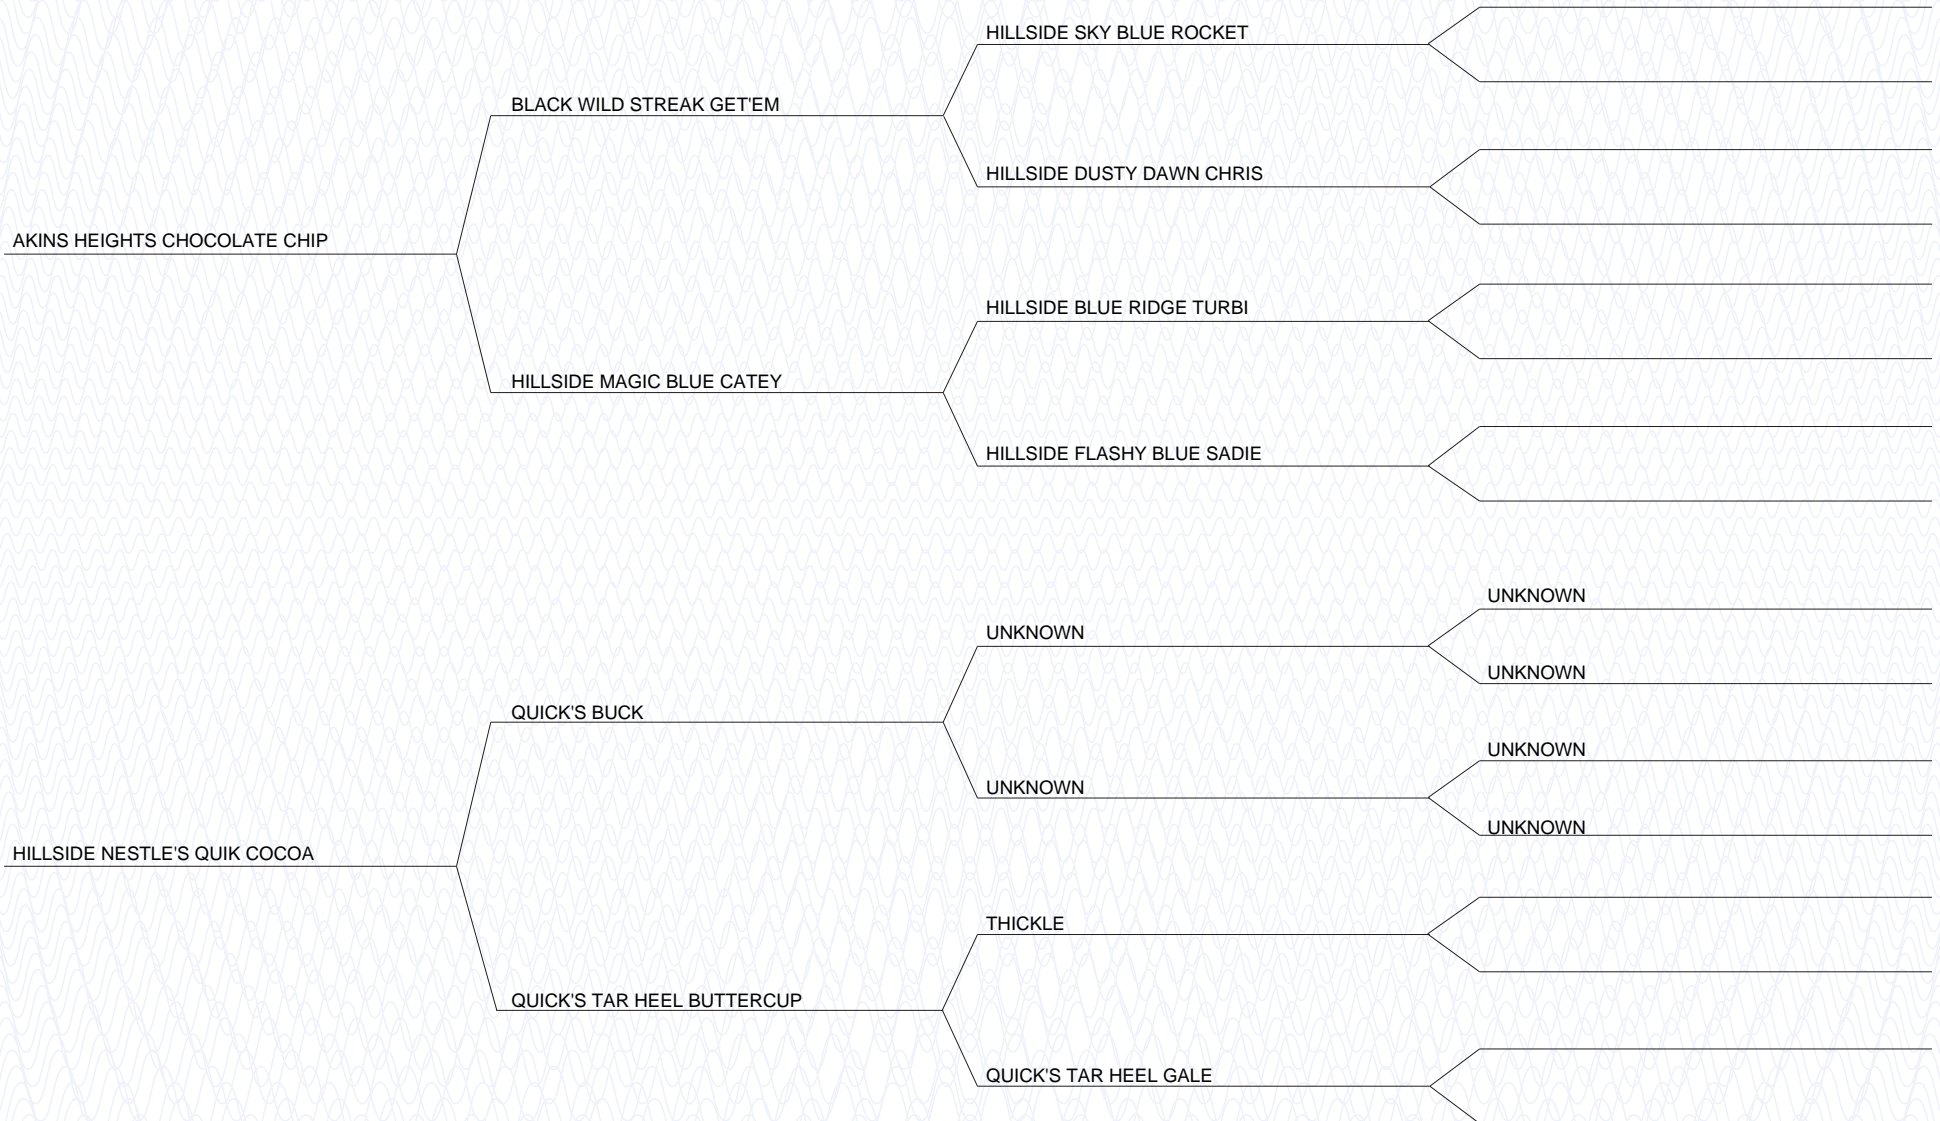 HILLSIDE SKY BLUE ROCKET
BLACK WILD STREAK GET'EM
HILLSIDE DUSTY DAWN CHRIS
AKINS HEIGHTS CHOCOLATE CHIP
HILLSIDE BLUE RIDGE TURBI
HILLSIDE MAGIC BLUE CATEY
HILLSIDE FLASHY BLUE SADIE
UNKNOWN
UNKNOWN
UNKNOWN
QUICK'S BUCK
UNKNOWN
UNKNOWN
UNKNOWN
HILLSIDE NESTLE'S QUIK COCOA
THICKLE
QUICK'S TAR HEEL BUTTERCUP
QUICK'S TAR HEEL GALE